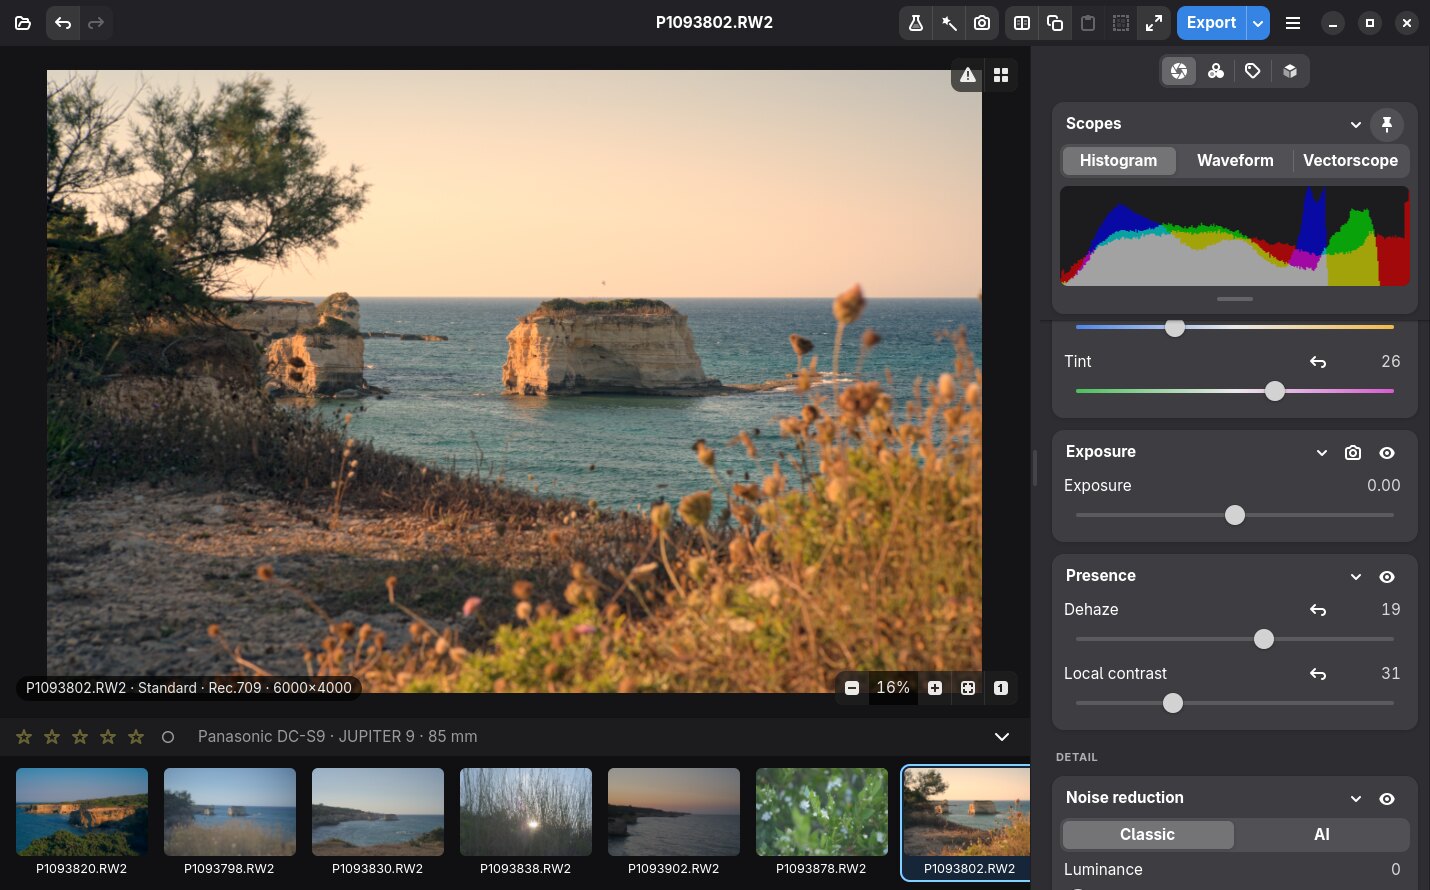 P1093802.RW2
Export
Scopes
Histogram
Waveform
Vectorscope
Tint
26
Exposure
Exposure
0.00
Presence
Dehaze
19
Local contrast
31
DETAIL
Noise reduction
Classic
AI
Luminance
0
P1093802.RW2 · Standard · Rec.709 · 6000×4000
16%
1
Panasonic DC-S9 · JUPITER 9 · 85 mm
P1093820.RW2
P1093798.RW2
P1093830.RW2
P1093838.RW2
P1093902.RW2
P1093878.RW2
P1093802.RW2